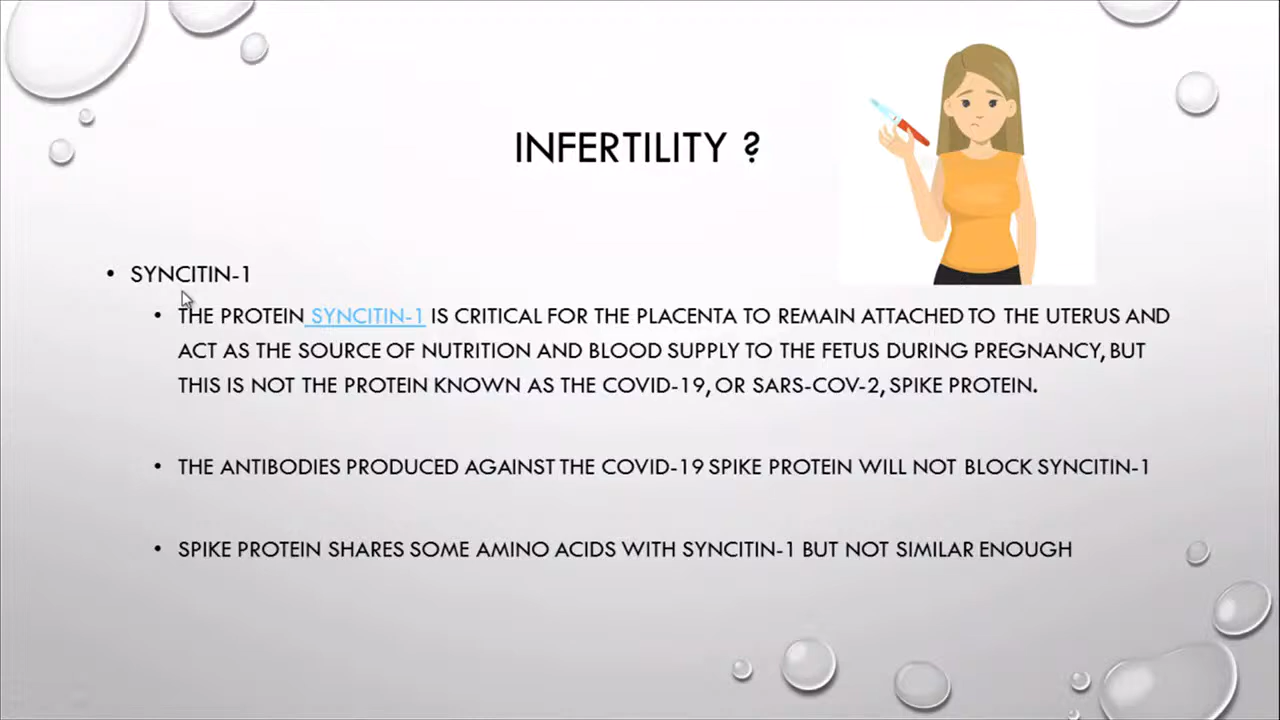 INFERTILITY ?
• SYNCITIN-1
• THE PROTEIN SYNCITIN-1 IS CRITICAL FOR THE PLACENTA TO REMAIN ATTACHED TO THE UTERUS AND
ACT AS THE SOURCE OF NUTRITION AND BLOOD SUPPLY TO THE FETUS DURING PREGNANCY, BUT
THIS IS NOT THE PROTEIN KNOWN AS THE COVID-19, OR SARS-COV-2, SPIKE PROTEIN.
• THE ANTIBODIES PRODUCED AGAINST THE COVID-19 SPIKE PROTEIN WILL NOT BLOCK SYNCITIN-1
• SPIKE PROTEIN SHARES SOME AMINO ACIDS WITH SYNCITIN-1 BUT NOT SIMILAR ENOUGH